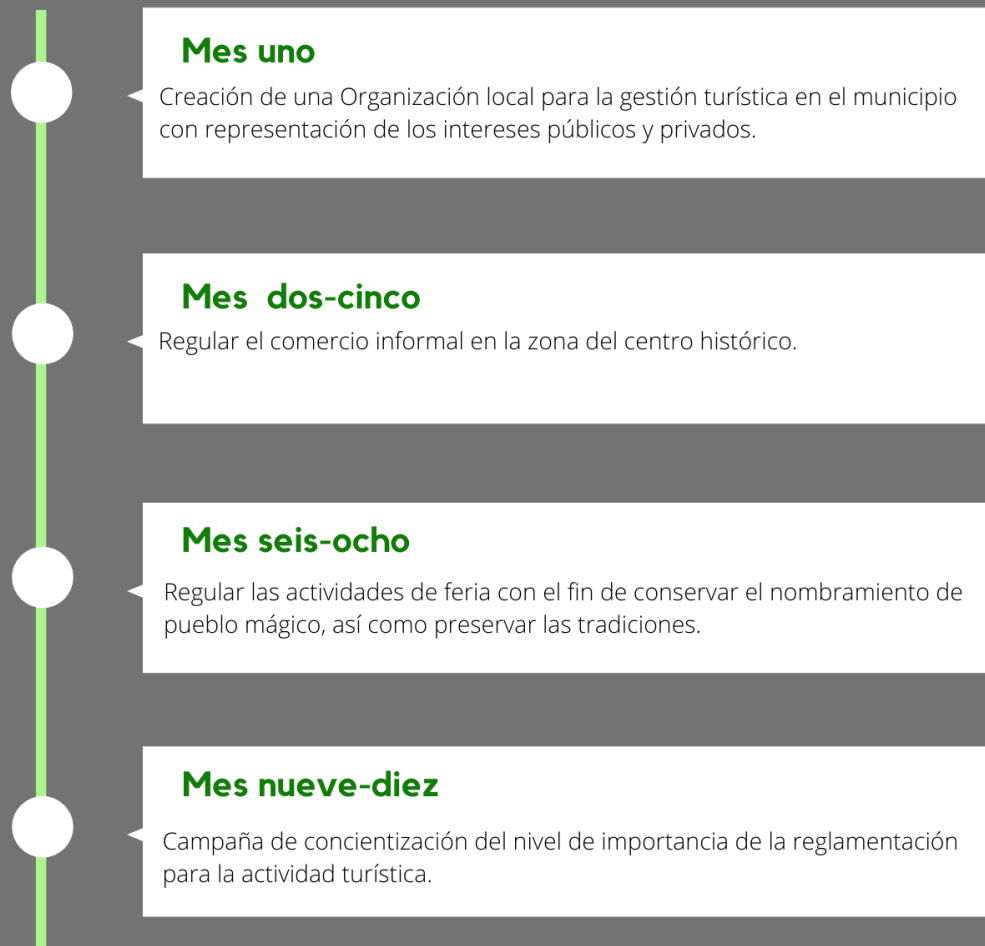 Mes uno
Creación de una Organización local para la gestión turística en el municipio
con representación de los intereses públicos y privados.
Mes dos-cinco
Regular el comercio informal en la zona del centro histórico.
Mes seis-ocho
Regular las actividades de feria con el fin de conservar el nombramiento de
pueblo mágico, así como preservar las tradiciones.
Mes nueve-diez
Campaña de concientización del nivel de importancia de la reglamentación
para la actividad turística.